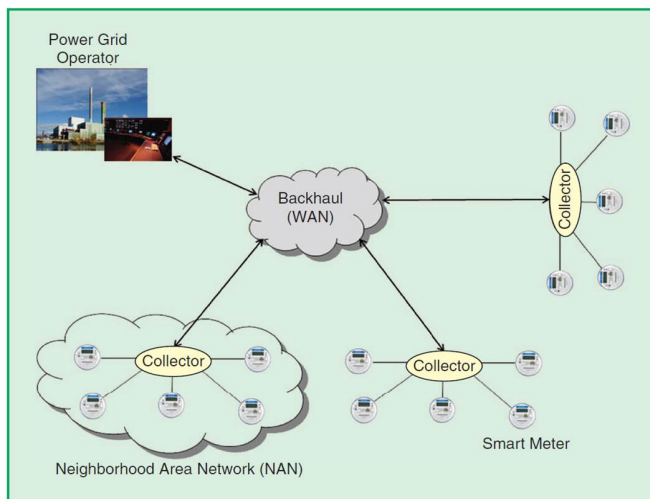 Power Grid
Operator
Backhaul
(WAN)
Collector
Collector
Collector
Smart Meter
Neighborhood Area Network (NAN)